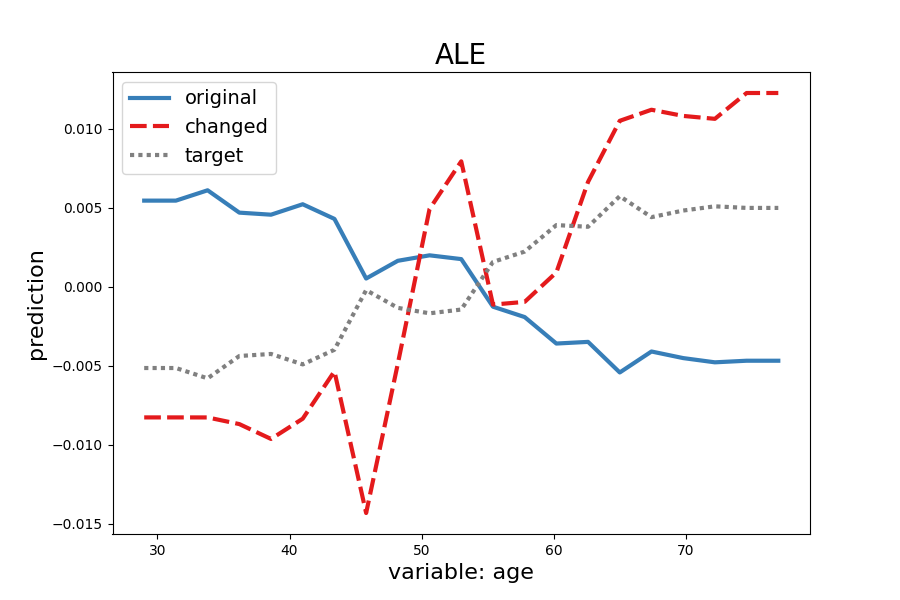 ALE
original
changed
target
0.010
0.005
0.000
−0.005
−0.010
−0.015
prediction
30
40
50
60
70
variable: age